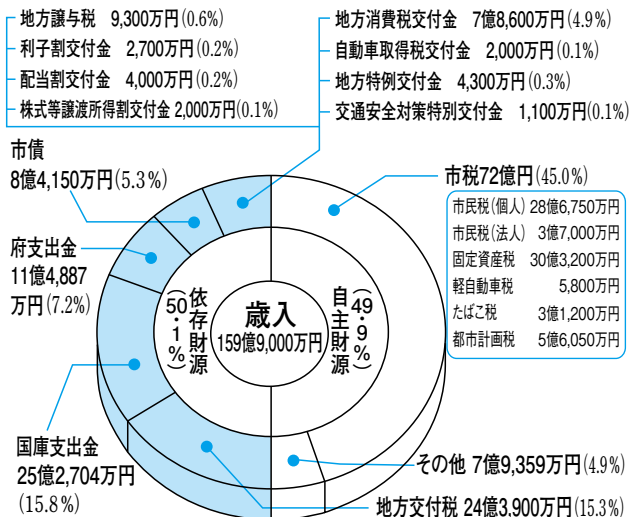 地方譲与税 9,300万円(0.6%)
利子割交付金 2,700万円(0.2%)
配当割交付金 4,000万円(0.2%)
株式等譲渡所得割交付金 2,000万円(0.1%)
地方消費税交付金 7億8,600万円(4.9%)
自動車取得税交付金 2,000万円(0.1%)
地方特例交付金 4,300万円(0.3%)
交通安全対策特別交付金 1,100万円(0.1%)
市債
8億4,150万円(5.3%)
府支出金
11億4,887
万円(7.2%)
国庫支出金
25億2,704万円
(15.8%)
地方交付税 24億3,900万円(15.3%)
その他 7億9,359万円(4.9%)
市税72億円(45.0%)
市民税(個人) 28億6,750万円
市民税(法人) 3億7,000万円
固定資産税 30億3,200万円
軽自動車税 5,800万円
たばこ税 3億1,200万円
都市計画税 5億6,050万円
依存財源
(50・1%)
歳入
159億9,000万円
自主財源
(49・9%)